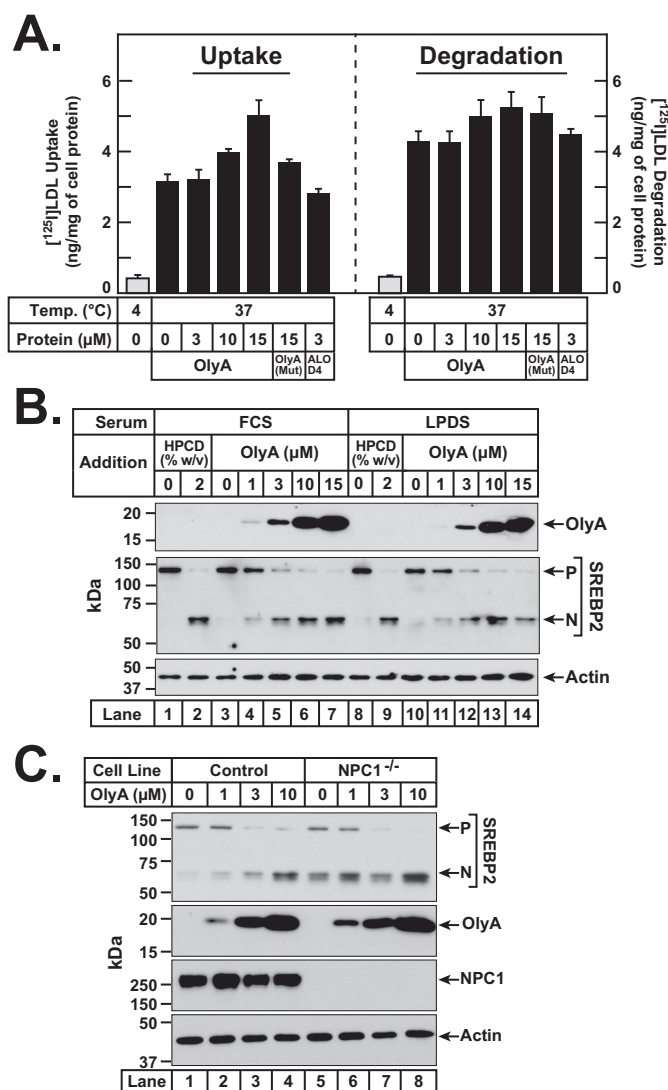 A.
Uptake
Degradation
[125I]LDL Uptake
(ng/mg of cell protein)
6
4
2
0
6
4
2
0
[125I]LDL Degradation
(ng/mg of cell protein)
Temp. (°C) 4 37 4 37
Protein (µM) 0 0 3 10 15 15 3 0 0 3 10 15 15 3
OlyA OlyA (Mut) ALO D4 OlyA OlyA (Mut) ALO D4
B.
Serum FCS LPDS
Addition HPCD (% w/v) OlyA (µM) HPCD (% w/v) OlyA (µM)
0 2 0 1 3 10 15 0 2 0 1 3 10 15
20
15
OlyA
kDa
150
100
75
50
P
N
SREBP2
50
37
Actin
Lane 1 2 3 4 5 6 7 8 9 10 11 12 13 14
C.
Cell Line Control NPC1-/-
OlyA (µM) 0 1 3 10 0 1 3 10
150
100
75
50
P
N
SREBP2
kDa
20
15
OlyA
250
150
NPC1
50
37
Actin
Lane 1 2 3 4 5 6 7 8